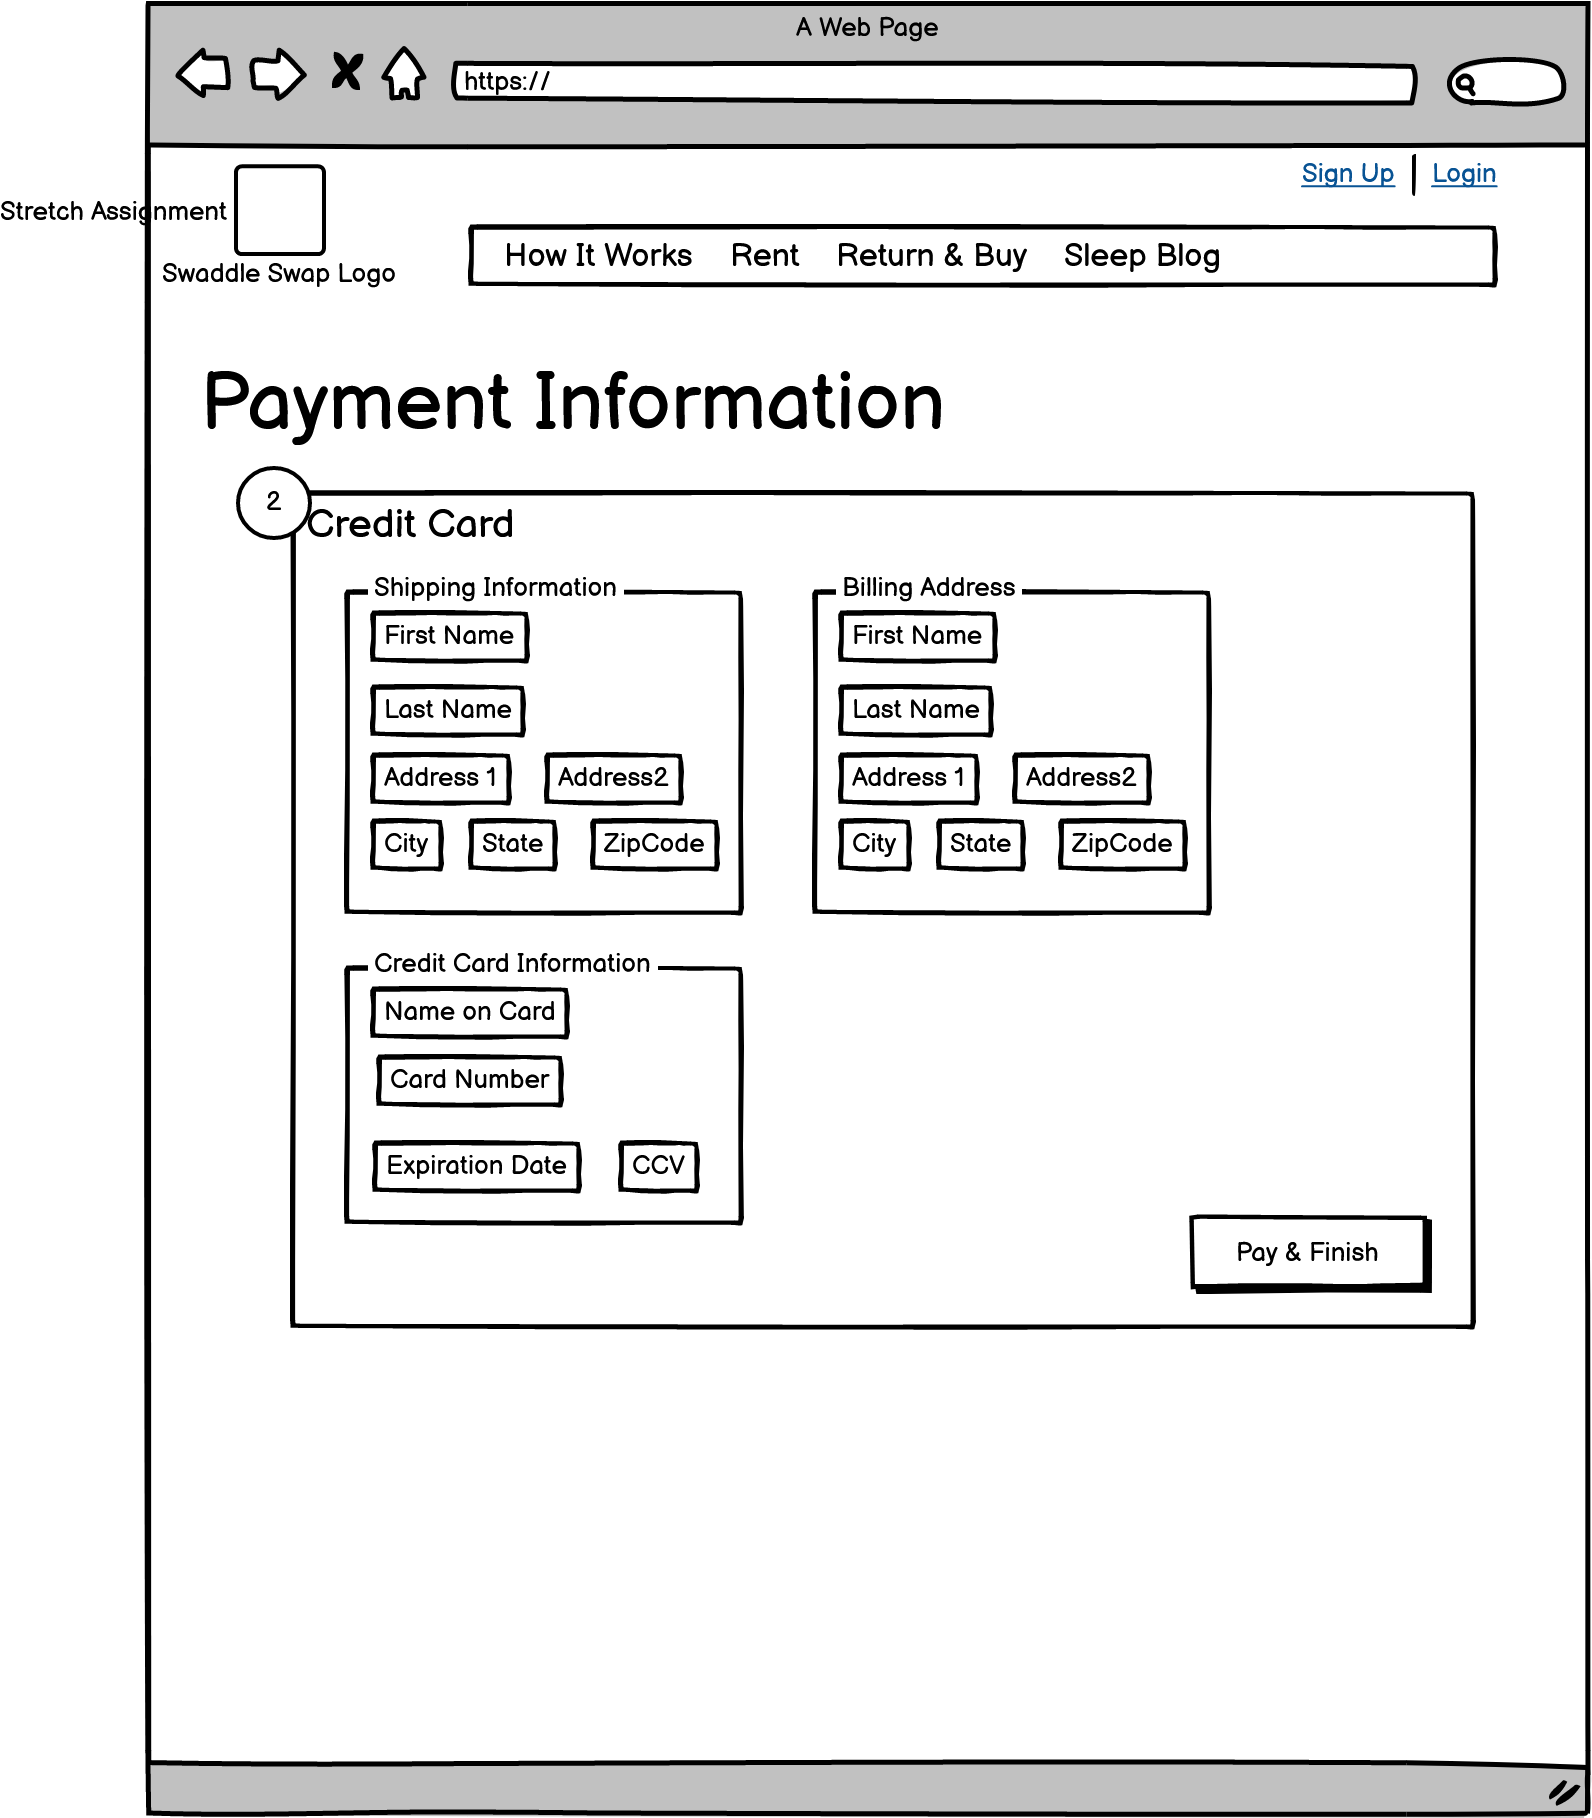 A Web Page
https://
Sign Up Login
Stretch Assignment
Swaddle Swap Logo
How It Works Rent Return & Buy Sleep Blog
Payment Information
2
Credit Card
Shipping Information
First Name
Last Name
Address 1 Address2
City State ZipCode
Billing Address
First Name
Last Name
Address 1 Address2
City State ZipCode
Credit Card Information
Name on Card
Card Number
Expiration Date CCV
Pay & Finish